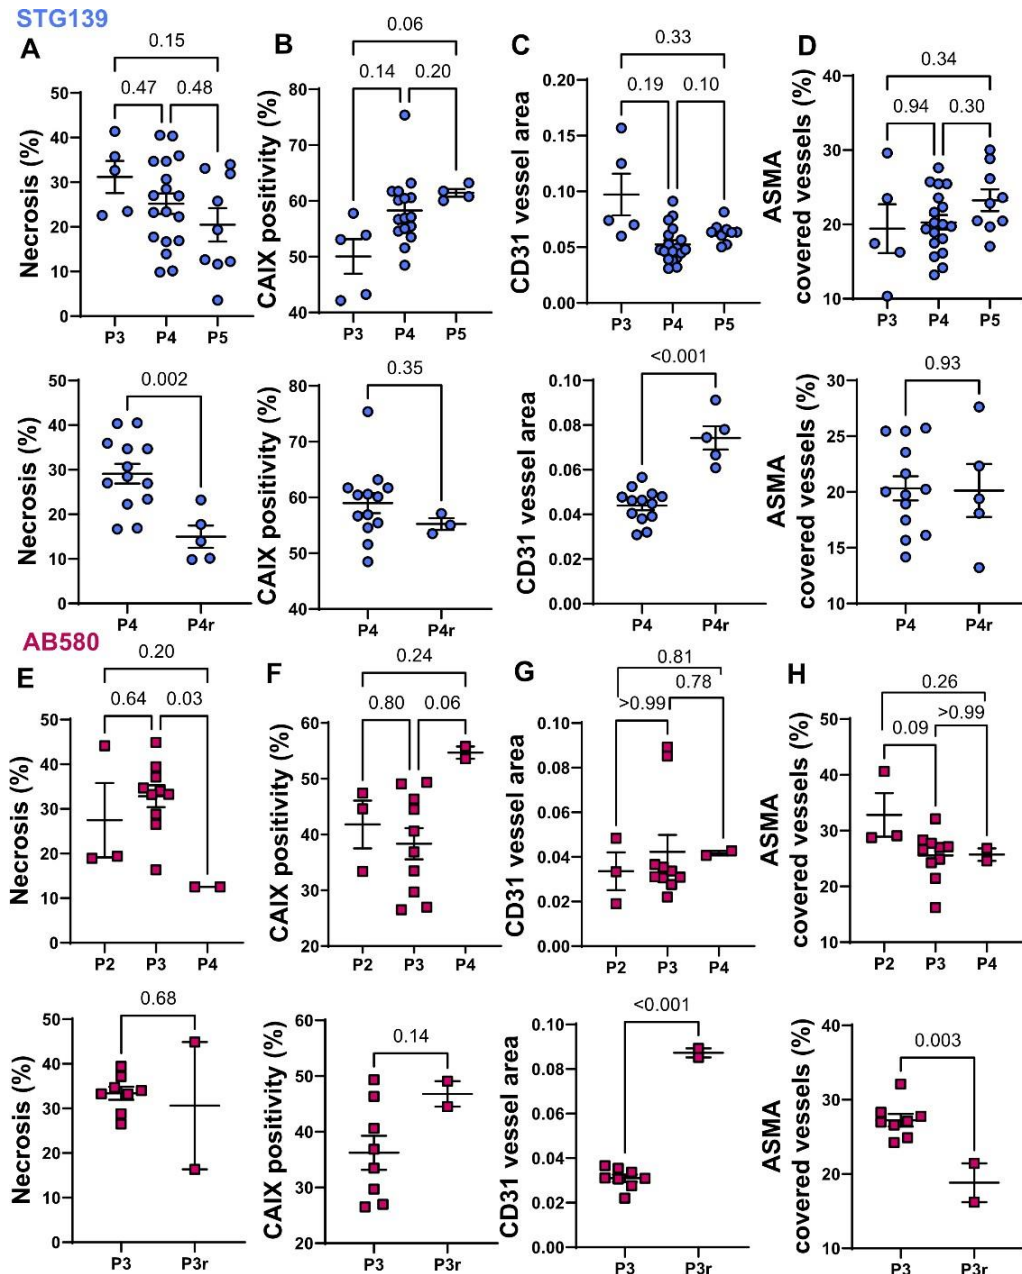 STG139
A
0.15
0.47
0.48
Necrosis (%)
50
40
30
20
10
0
P3
P4
P5
B
0.06
0.14
0.20
CAIX positivity (%)
80
70
60
50
40
P3
P4
P5
C
0.33
0.19
0.10
CD31 vessel area
0.20
0.15
0.10
0.05
0.00
P3
P4
P5
D
0.34
0.94
0.30
ASMA
covered vessels (%)
40
30
20
10
P3
P4
P5
0.002
Necrosis (%)
50
40
30
20
10
0
P4
P4r
0.35
CAIX positivity (%)
80
70
60
50
40
P4
P4r
<0.001
CD31 vessel area
0.10
0.08
0.06
0.04
0.02
0.00
P4
P4r
0.93
ASMA
covered vessels (%)
30
25
20
15
10
P4
P4r
AB580
E
0.20
0.64
0.03
Necrosis (%)
50
40
30
20
10
0
P2
P3
P4
F
0.24
0.80
0.06
CAIX positivity (%)
60
50
40
30
20
P2
P3
P4
G
0.81
0.78
>0.99
CD31 vessel area
0.10
0.08
0.06
0.04
0.02
0.00
P2
P3
P4
H
0.26
>0.99
0.09
ASMA
covered vessels (%)
50
40
30
20
10
P2
P3
P4
0.68
Necrosis (%)
50
40
30
20
10
0
P3
P3r
0.14
CAIX positivity (%)
60
50
40
30
20
P3
P3r
<0.001
CD31 vessel area
0.10
0.08
0.06
0.04
0.02
0.00
P3
P3r
0.003
ASMA
covered vessels (%)
40
30
20
10
P3
P3r